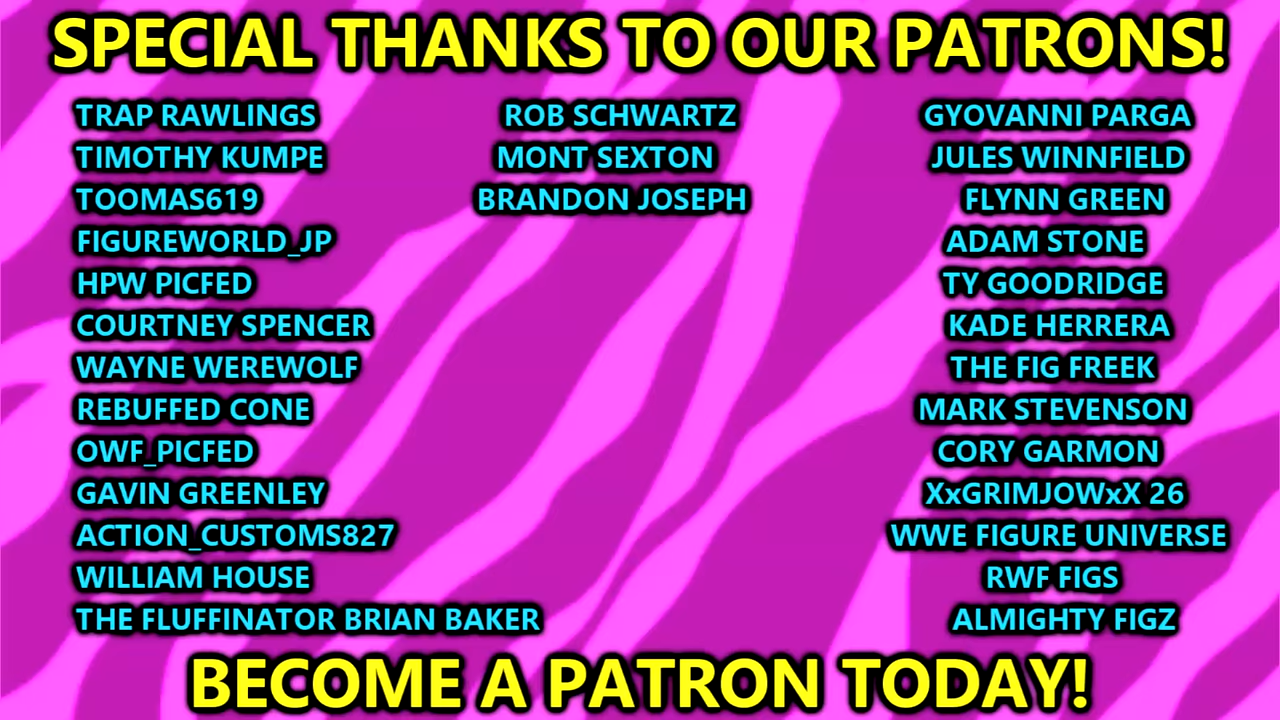 SPECIAL THANKS TO OUR PATRONS!
TRAP RAWLINGS
TIMOTHY KUMPE
TOOMAS619
FIGUREWORLD_JP
HPW PICFED
COURTNEY SPENCER
WAYNE WEREWOLF
REBUFFED CONE
OWF_PICFED
GAVIN GREENLEY
ACTION_CUSTOMS827
WILLIAM HOUSE
THE FLUFFINATOR BRIAN BAKER
ROB SCHWARTZ
MONT SEXTON
BRANDON JOSEPH
GYOVANNI PARGA
JULES WINNFIELD
FLYNN GREEN
ADAM STONE
TY GOODRIDGE
KADE HERRERA
THE FIG FREEK
MARK STEVENSON
CORY GARMON
XxGRIMJOWxX 26
WWE FIGURE UNIVERSE
RWF FIGS
ALMIGHTY FIGZ
BECOME A PATRON TODAY!